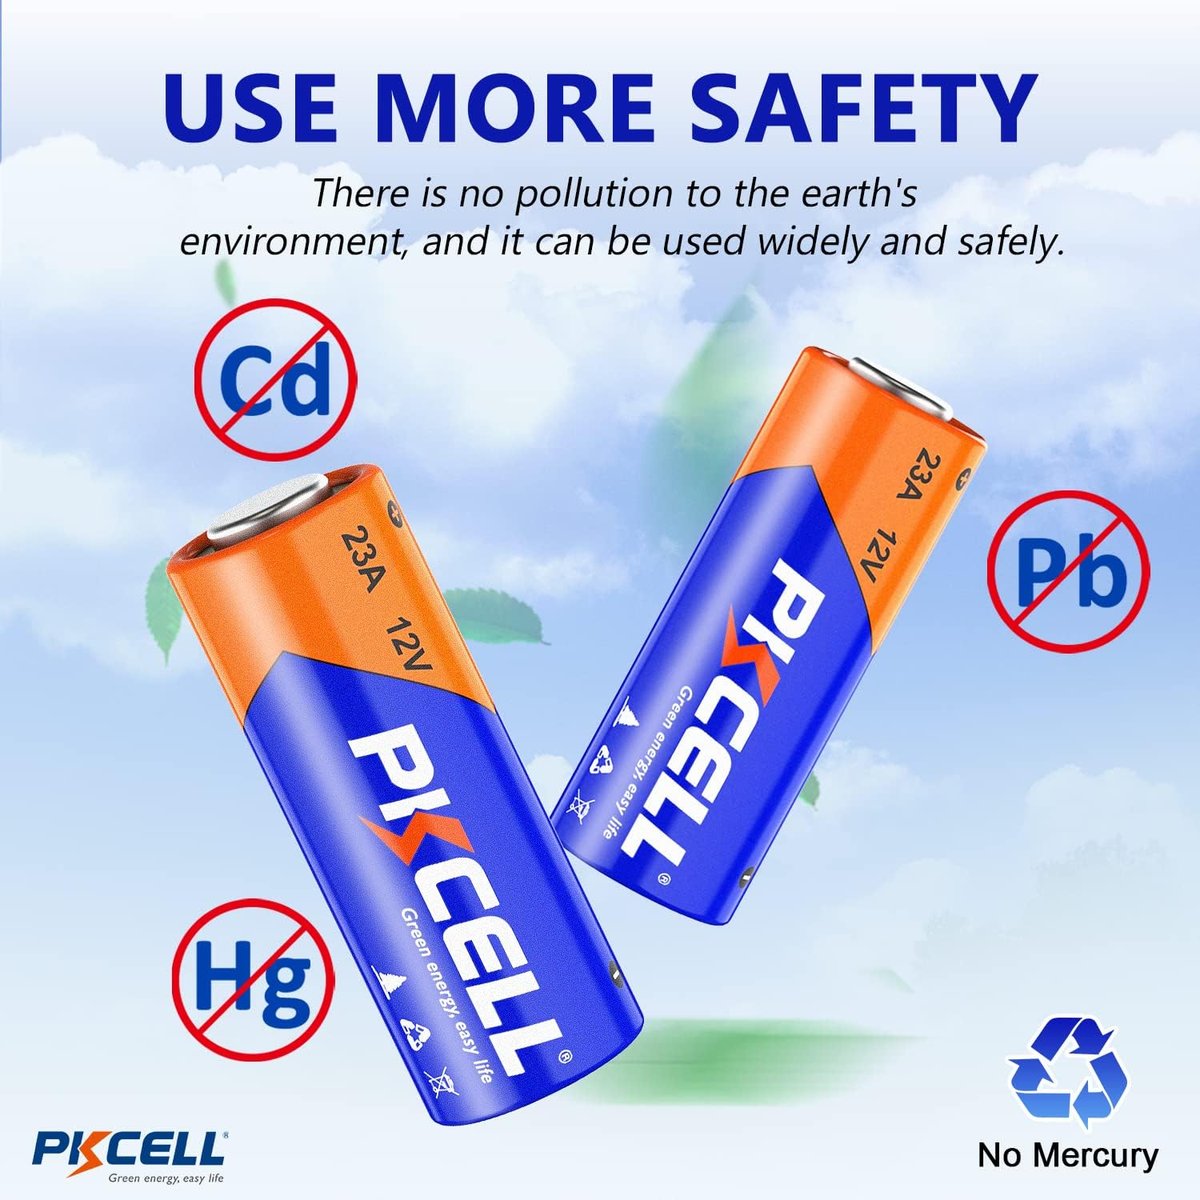 USE MORE SAFETY
There is no pollution to the earth's
environment, and it can be used widely and safely.
Cd
23A 12V
PKCELL®
Green energy, easy life
23A 12V
PKCELL®
Green energy, easy life
Pb
Hg
PKCELL®
Green energy, easy life
No Mercury